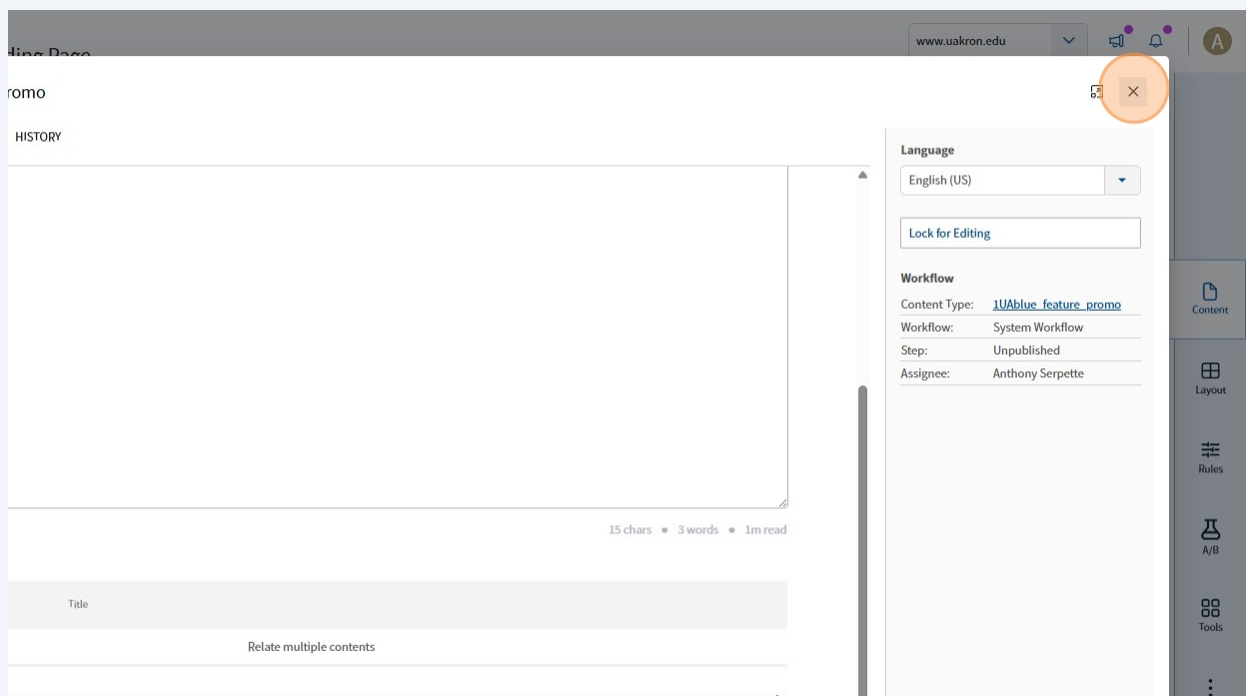 ding Page
www.uakron.edu
A
romo
HISTORY
Language
English (US)
Lock for Editing
Workflow
Content Type: 1UAblue_feature_promo
Workflow: System Workflow
Step: Unpublished
Assignee: Anthony Serpette
Content
Layout
Rules
A/B
Tools
15 chars • 3 words • 1m read
Title
Relate multiple contents